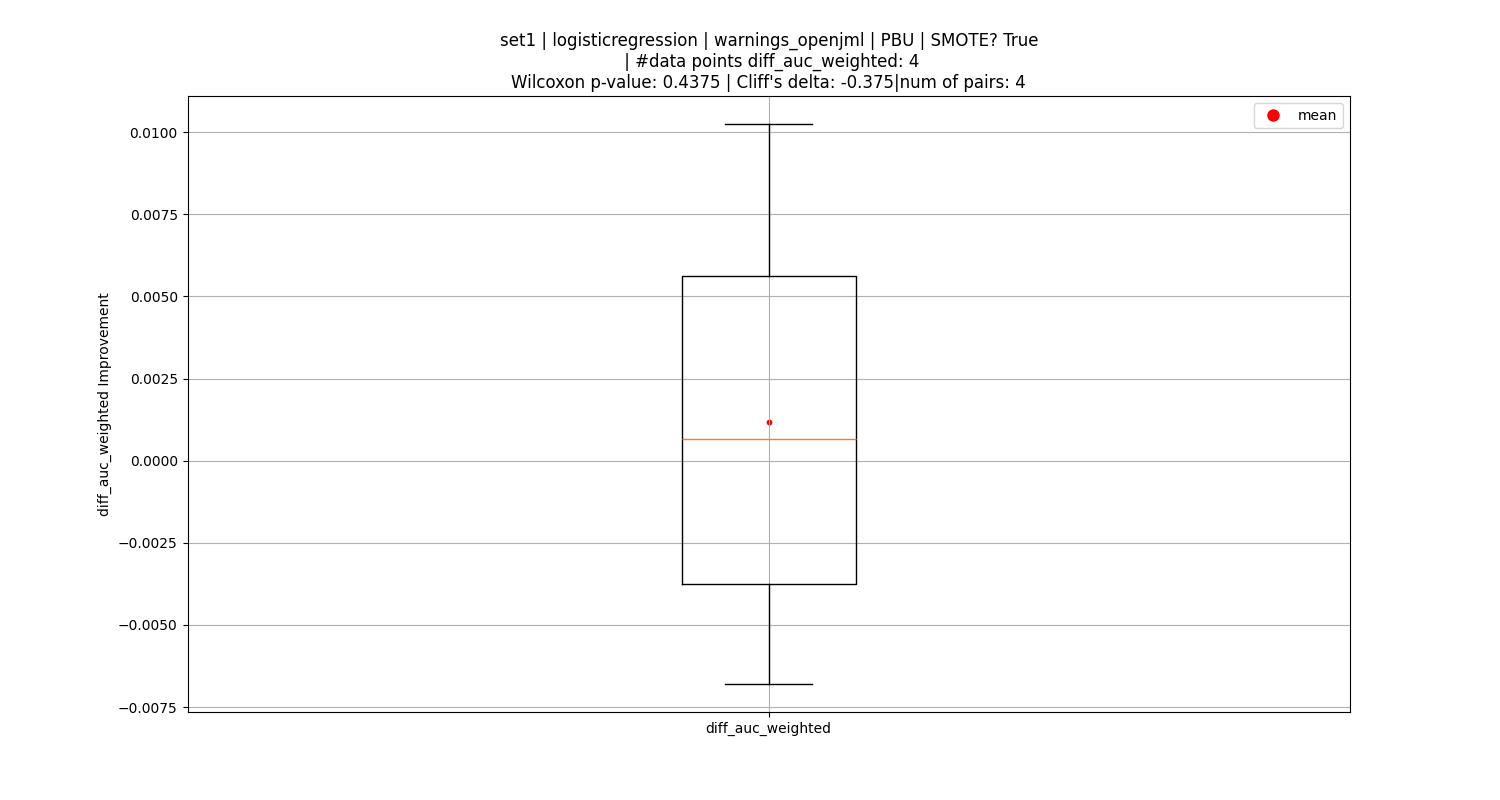 set1 | logisticregression | warnings_openjml | PBU | SMOTE? True
| #data points diff_auc_weighted: 4
Wilcoxon p-value: 0.4375 | Cliff's delta: -0.375|num of pairs: 4
mean
0.0100
0.0075
0.0050
0.0025
0.0000
−0.0025
−0.0050
−0.0075
diff_auc_weighted Improvement
diff_auc_weighted